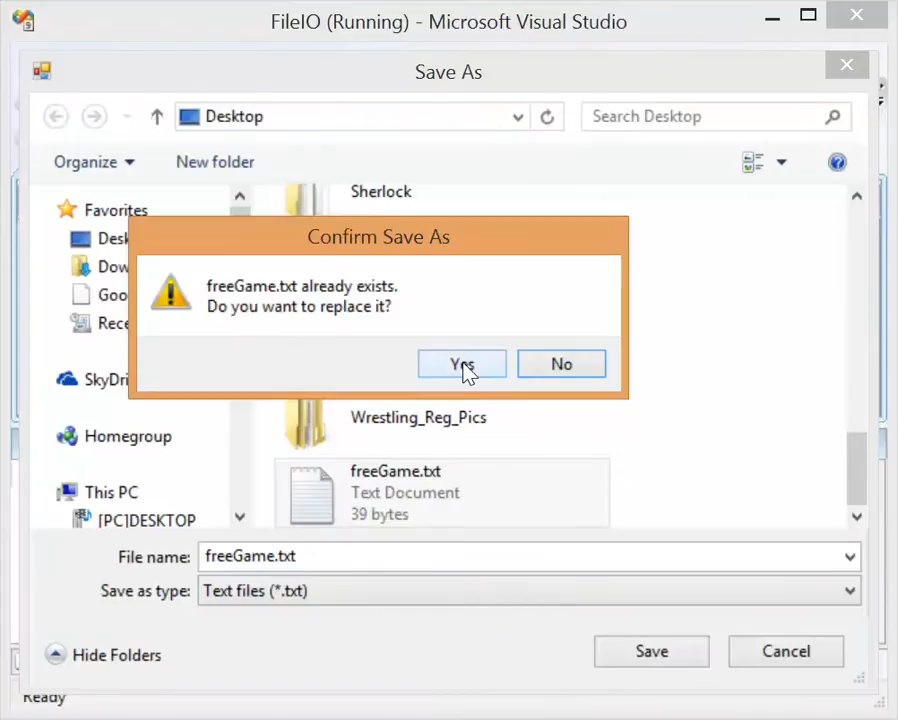 FileIO (Running) - Microsoft Visual Studio
Save As
Desktop
Search Desktop
Organize
New folder
Sherlock
Favorites
Confirm Save As
freeGame.txt already exists.
Do you want to replace it?
Yes
No
Homegroup
Wrestling_Reg_Pics
freeGame.txt
Text Document
39 bytes
This PC
[PC]DESKTOP
File name:
freeGame.txt
Save as type:
Text files (*.txt)
Hide Folders
Save
Cancel
Ready